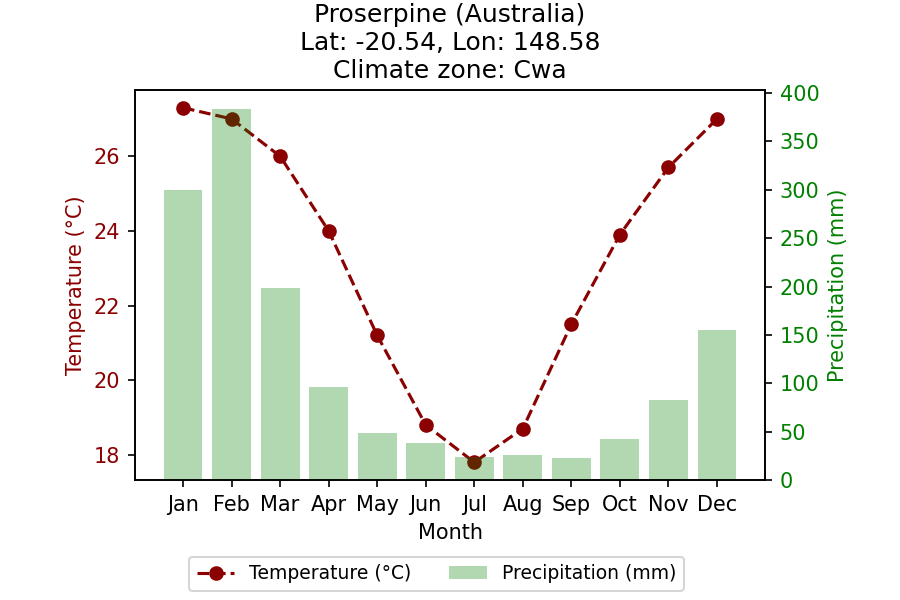 Proserpine (Australia)
Lat: -20.54, Lon: 148.58
Climate zone: Cwa
Temperature (°C)
26
24
22
20
18
400
350
300
250
200
150
100
50
0
Precipitation (mm)
Jan Feb Mar Apr May Jun Jul Aug Sep Oct Nov Dec
Month
Temperature (°C) Precipitation (mm)